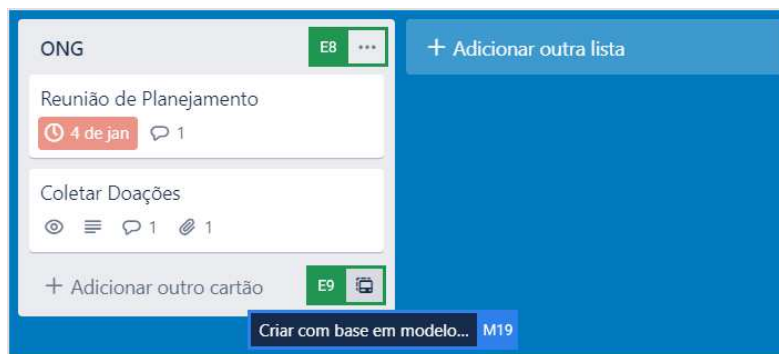 ONG E8 ...
+ Adicionar outra lista
Reunião de Planejamento
4 de jan 1
Coletar Doações
1 1
+ Adicionar outro cartão E9
Criar com base em modelo... M19